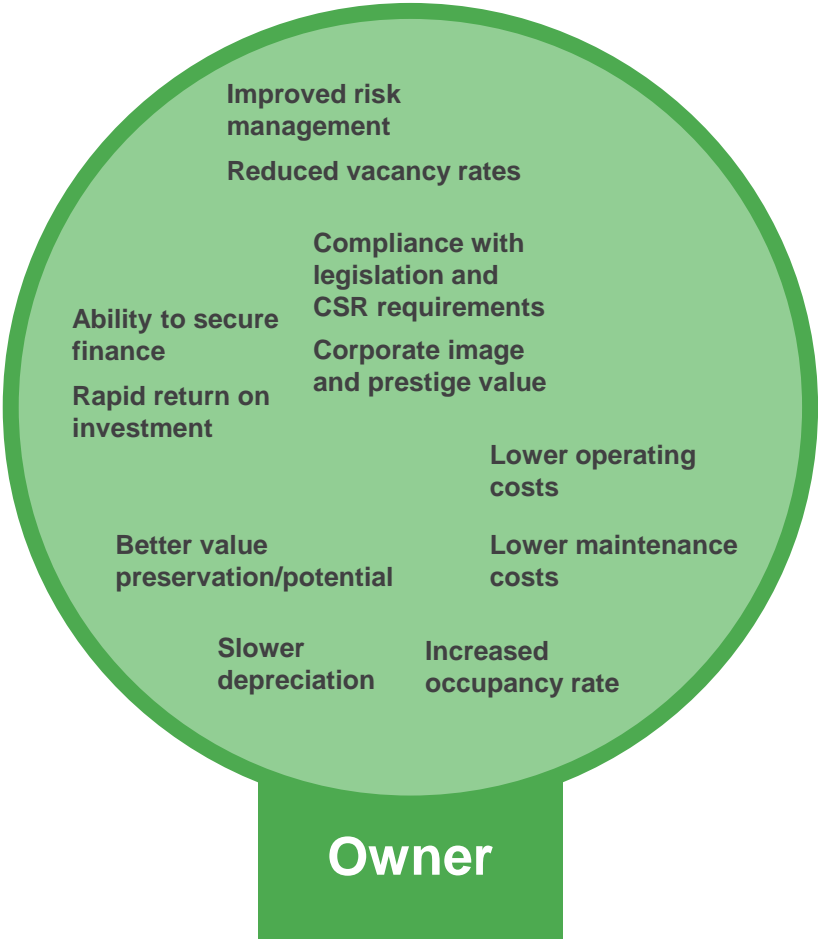 Improved risk
management
Reduced vacancy rates
Compliance with
legislation and
CSR requirements
Corporate image
and prestige value
Ability to secure
finance
Rapid return on
investment
Lower operating
costs
Better value
preservation/potential
Lower maintenance
costs
Slower
depreciation
Increased
occupancy rate
Owner